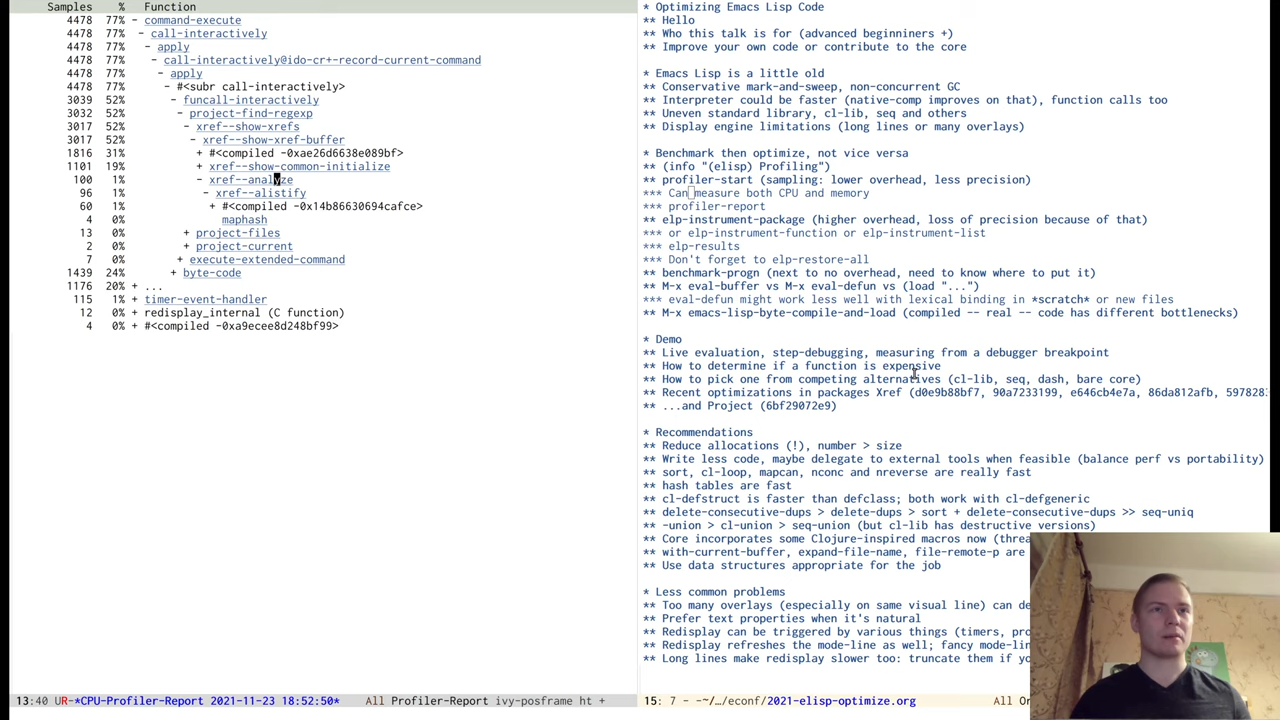 Samples % Function
4478 77% - command-execute
4478 77% - call-interactively
4478 77% - apply
4478 77% - call-interactively@ido-cr+-record-current-command
4478 77% - apply
4478 77% - #<subr call-interactively>
3039 52% - funcall-interactively
3032 52% - project-find-regexp
3017 52% - xref--show-xrefs
3017 52% - xref--show-xref-buffer
1816 31% + #<compiled -0xae26d6638e089bf>
1101 19% + xref--show-common-initialize
100 1% - xref--analyze
96 1% - xref--alistify
60 1% + #<compiled -0x14b86630694cafce>
4 0% maphash
13 0% + project-files
2 0% + project-current
7 0% + execute-extended-command
1439 24% + byte-code
1176 20% + ...
115 1% + timer-event-handler
12 0% + redisplay_internal (C function)
4 0% + #<compiled -0xa9ecee8d248bf99>
13:40 UR-*CPU-Profiler-Report 2021-11-23 18:52:50* All Profiler-Report ivy-posframe ht +
* Optimizing Emacs Lisp Code
** Hello
** Who this talk is for (advanced beginniners +)
** Improve your own code or contribute to the core
* Emacs Lisp is a little old
** Conservative mark-and-sweep, non-concurrent GC
** Interpreter could be faster (native-comp improves on that), function calls too
** Uneven standard library, cl-lib, seq and others
** Display engine limitations (long lines or many overlays)
* Benchmark then optimize, not vice versa
** (info "(elisp) Profiling")
** profiler-start (sampling: lower overhead, less precision)
*** Can measure both CPU and memory
*** profiler-report
** elp-instrument-package (higher overhead, loss of precision because of that)
*** or elp-instrument-function or elp-instrument-list
*** elp-results
*** Don't forget to elp-restore-all
** benchmark-progn (next to no overhead, need to know where to put it)
** M-x eval-buffer vs M-x eval-defun vs (load "...")
*** eval-defun might work less well with lexical binding in *scratch* or new files
** M-x emacs-lisp-byte-compile-and-load (compiled -- real -- code has different bottlenecks)
* Demo
** Live evaluation, step-debugging, measuring from a debugger breakpoint
** How to determine if a function is expensive
** How to pick one from competing alternatives (cl-lib, seq, dash, bare core)
** Recent optimizations in packages Xref (d0e9b88bf7, 90a7233199, e646cb4e7a, 86da812afb, 597828
** ...and Project (6bf29072e9)
* Recommendations
** Reduce allocations (!), number > size
** Write less code, maybe delegate to external tools when feasible (balance perf vs portability)
** sort, cl-loop, mapcan, nconc and nreverse are really fast
** hash tables are fast
** cl-defstruct is faster than defclass; both work with cl-defgeneric
** delete-consecutive-dups > delete-dups > sort + delete-consecutive-dups >> seq-uniq
** -union > cl-union > seq-union (but cl-lib has destructive versions)
** Core incorporates some Clojure-inspired macros now (threa
** with-current-buffer, expand-file-name, file-remote-p are
** Use data structures appropriate for the job
* Less common problems
** Too many overlays (especially on same visual line) can de
** Prefer text properties when it's natural
** Redisplay can be triggered by various things (timers, pro
** Redisplay refreshes the mode-line as well; fancy mode-lin
** Long lines make redisplay slower too: truncate them if yo
15: 7 - -~/…/econf/2021-elisp-optimize.org All Or